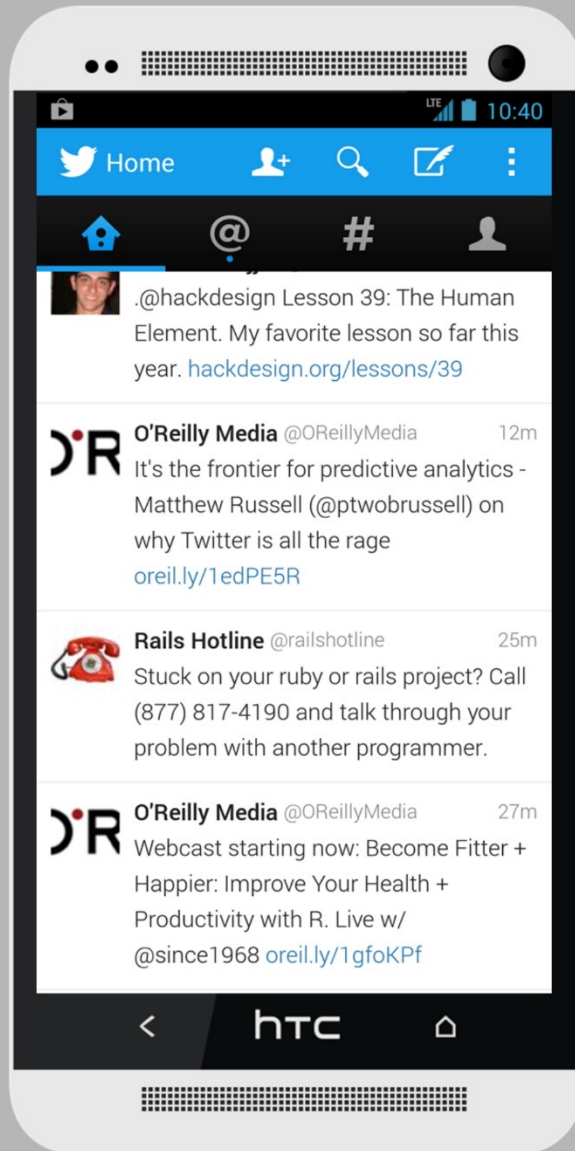 LTE 10:40
Home
@ #
.@hackdesign Lesson 39: The Human
Element. My favorite lesson so far this
year. hackdesign.org/lessons/39
O'R
O'Reilly Media @OReillyMedia 12m
It's the frontier for predictive analytics -
Matthew Russell (@ptwobrussell) on
why Twitter is all the rage
oreil.ly/1edPE5R
Rails Hotline @railshotline 25m
Stuck on your ruby or rails project? Call
(877) 817-4190 and talk through your
problem with another programmer.
O'R
O'Reilly Media @OReillyMedia 27m
Webcast starting now: Become Fitter +
Happier: Improve Your Health +
Productivity with R. Live w/
@since1968 oreil.ly/1gfoKPf
hTC